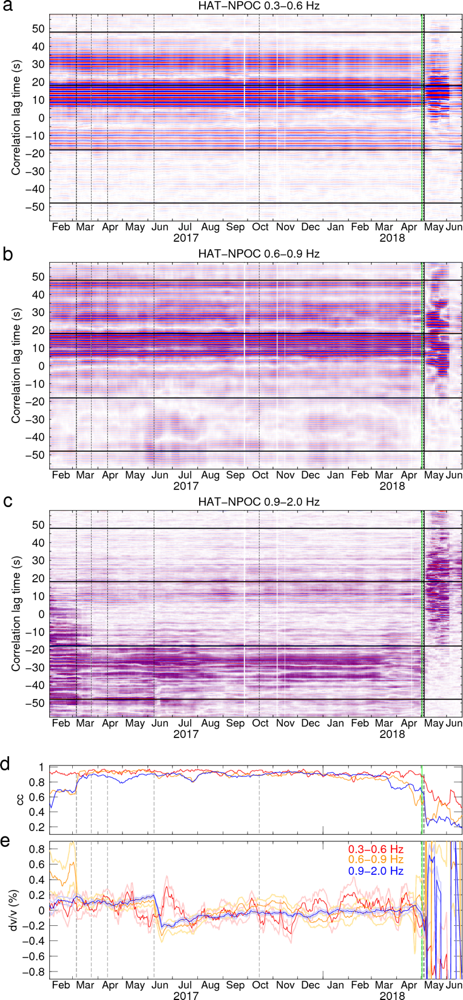 a
HAT−NPOC 0.3−0.6 Hz
Correlation lag time (s)
50
40
30
20
10
0
−10
−20
−30
−40
−50
Feb Mar Apr May Jun Jul Aug Sep Oct Nov Dec Jan Feb Mar Apr May Jun
2017 2018
b
HAT−NPOC 0.6−0.9 Hz
Correlation lag time (s)
50
40
30
20
10
0
−10
−20
−30
−40
−50
Feb Mar Apr May Jun Jul Aug Sep Oct Nov Dec Jan Feb Mar Apr May Jun
2017 2018
c
HAT−NPOC 0.9−2.0 Hz
Correlation lag time (s)
50
40
30
20
10
0
−10
−20
−30
−40
−50
Feb Mar Apr May Jun Jul Aug Sep Oct Nov Dec Jan Feb Mar Apr May Jun
2017 2018
d
cc
1
0.8
0.6
0.4
0.2
e
dv/v (%)
0.8
0.6
0.4
0.2
0
−0.2
−0.4
−0.6
−0.8
0.3−0.6 Hz
0.6−0.9 Hz
0.9−2.0 Hz
Feb Mar Apr May Jun Jul Aug Sep Oct Nov Dec Jan Feb Mar Apr May Jun
2017 2018